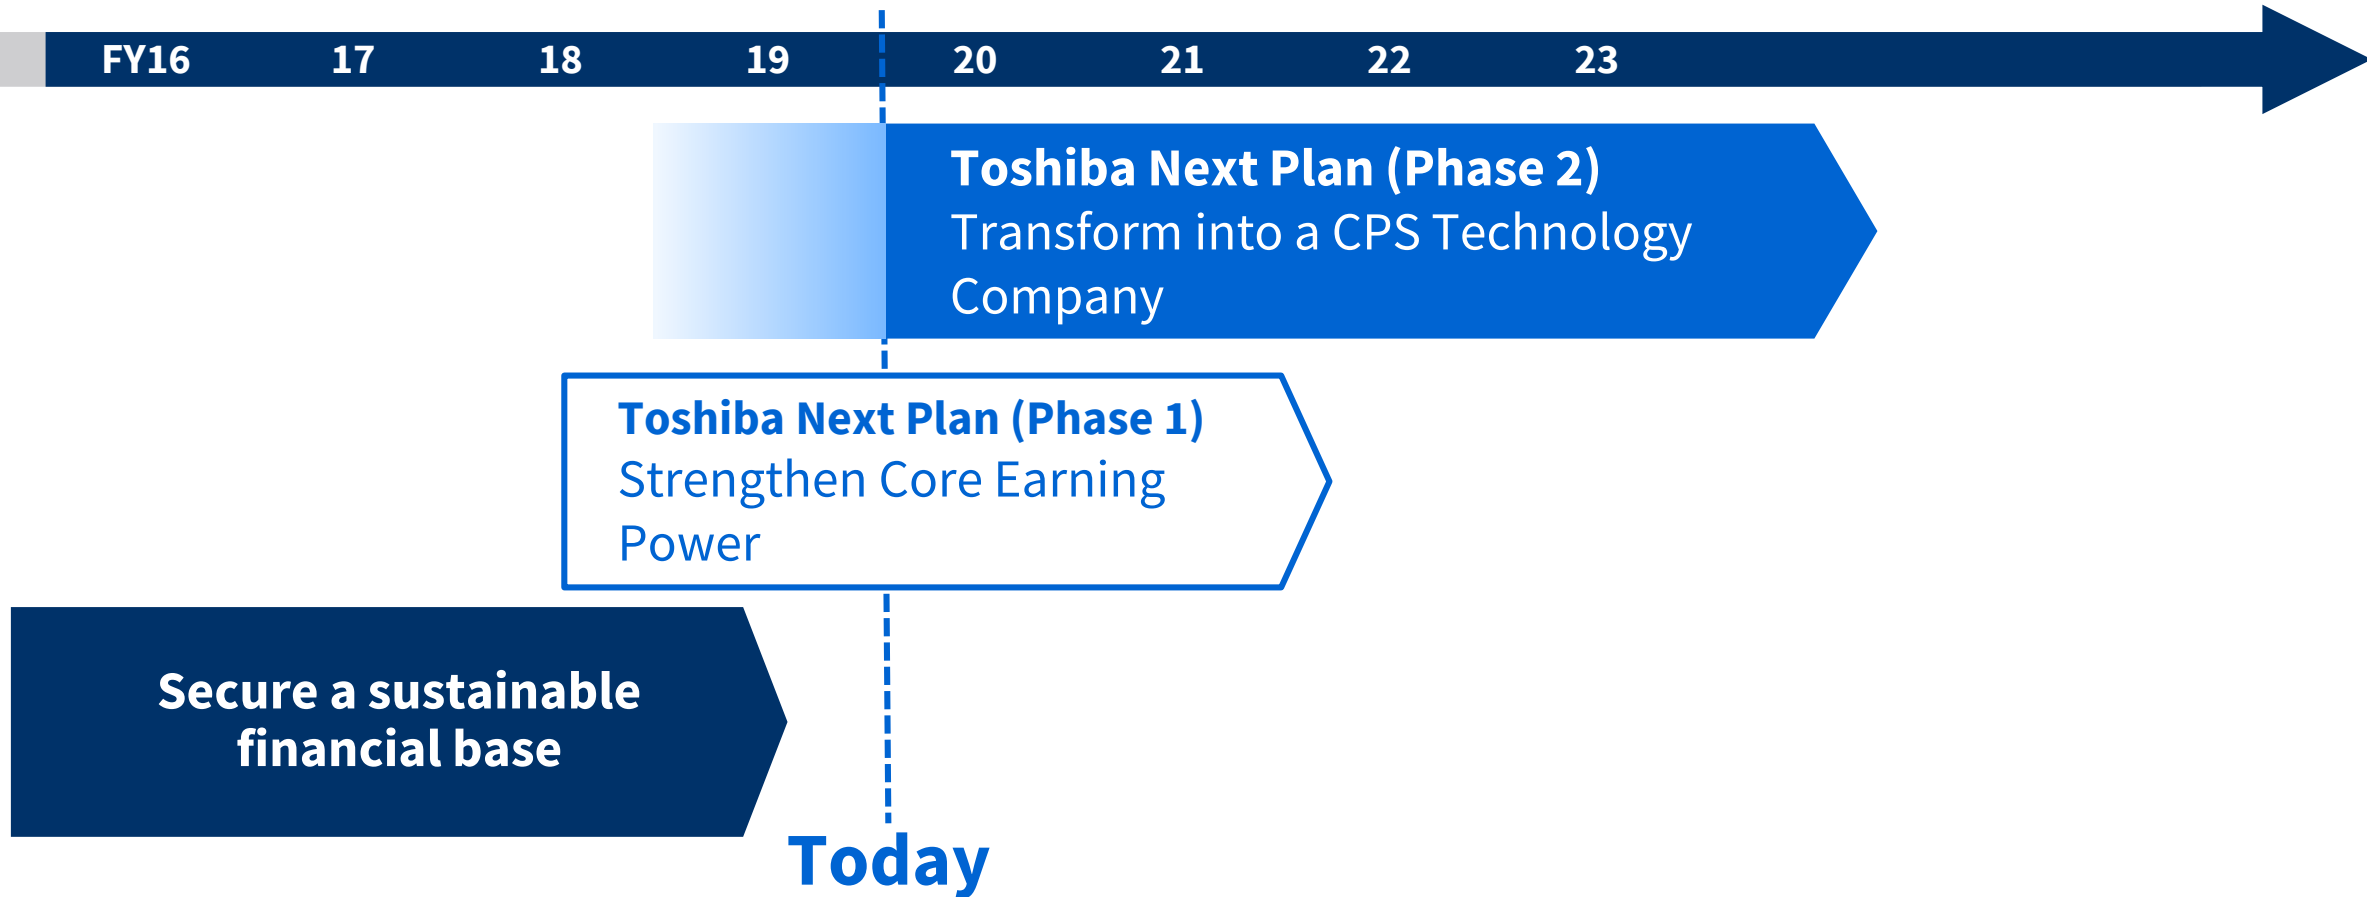 FY16 17 18 19 20 21 22 23
Toshiba Next Plan (Phase 2)
Transform into a CPS Technology
Company
Toshiba Next Plan (Phase 1)
Strengthen Core Earning
Power
Secure a sustainable
financial base
Today